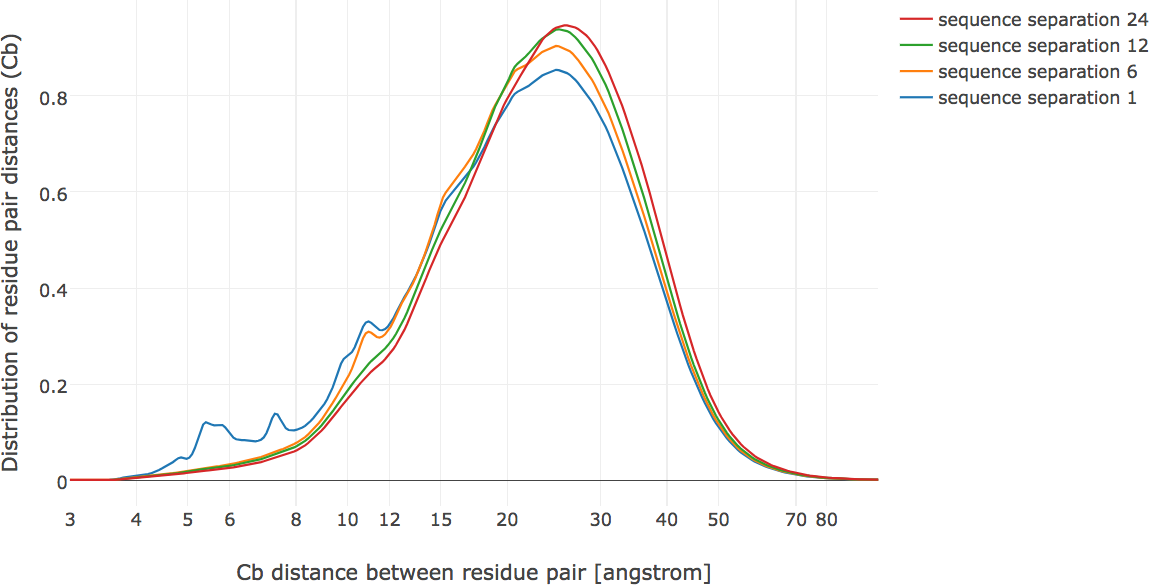 sequence separation 24
sequence separation 12
sequence separation 6
sequence separation 1
Distribution of residue pair distances (Cb)
0.8
0.6
0.4
0.2
0
3 4 5 6 8 10 12 15 20 30 40 50 70 80
Cb distance between residue pair [angstrom]